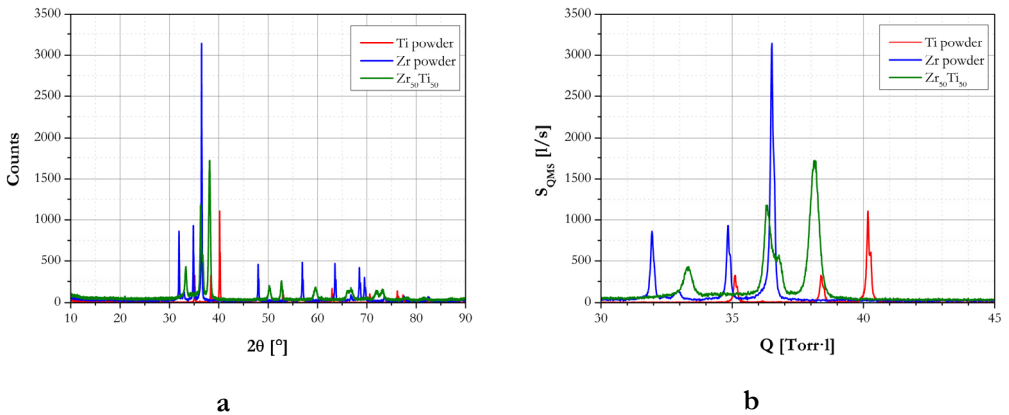 3500
3000
2500
2000
1500
1000
500
0
Counts
10 20 30 40 50 60 70 80 90
2θ [°]
Ti powder
Zr powder
Zr₅₀Ti₅₀
a
3500
3000
2500
2000
1500
1000
500
0
S_QMS [l/s]
30 35 40 45
Q [Torr·l]
Ti powder
Zr powder
Zr₅₀Ti₅₀
b